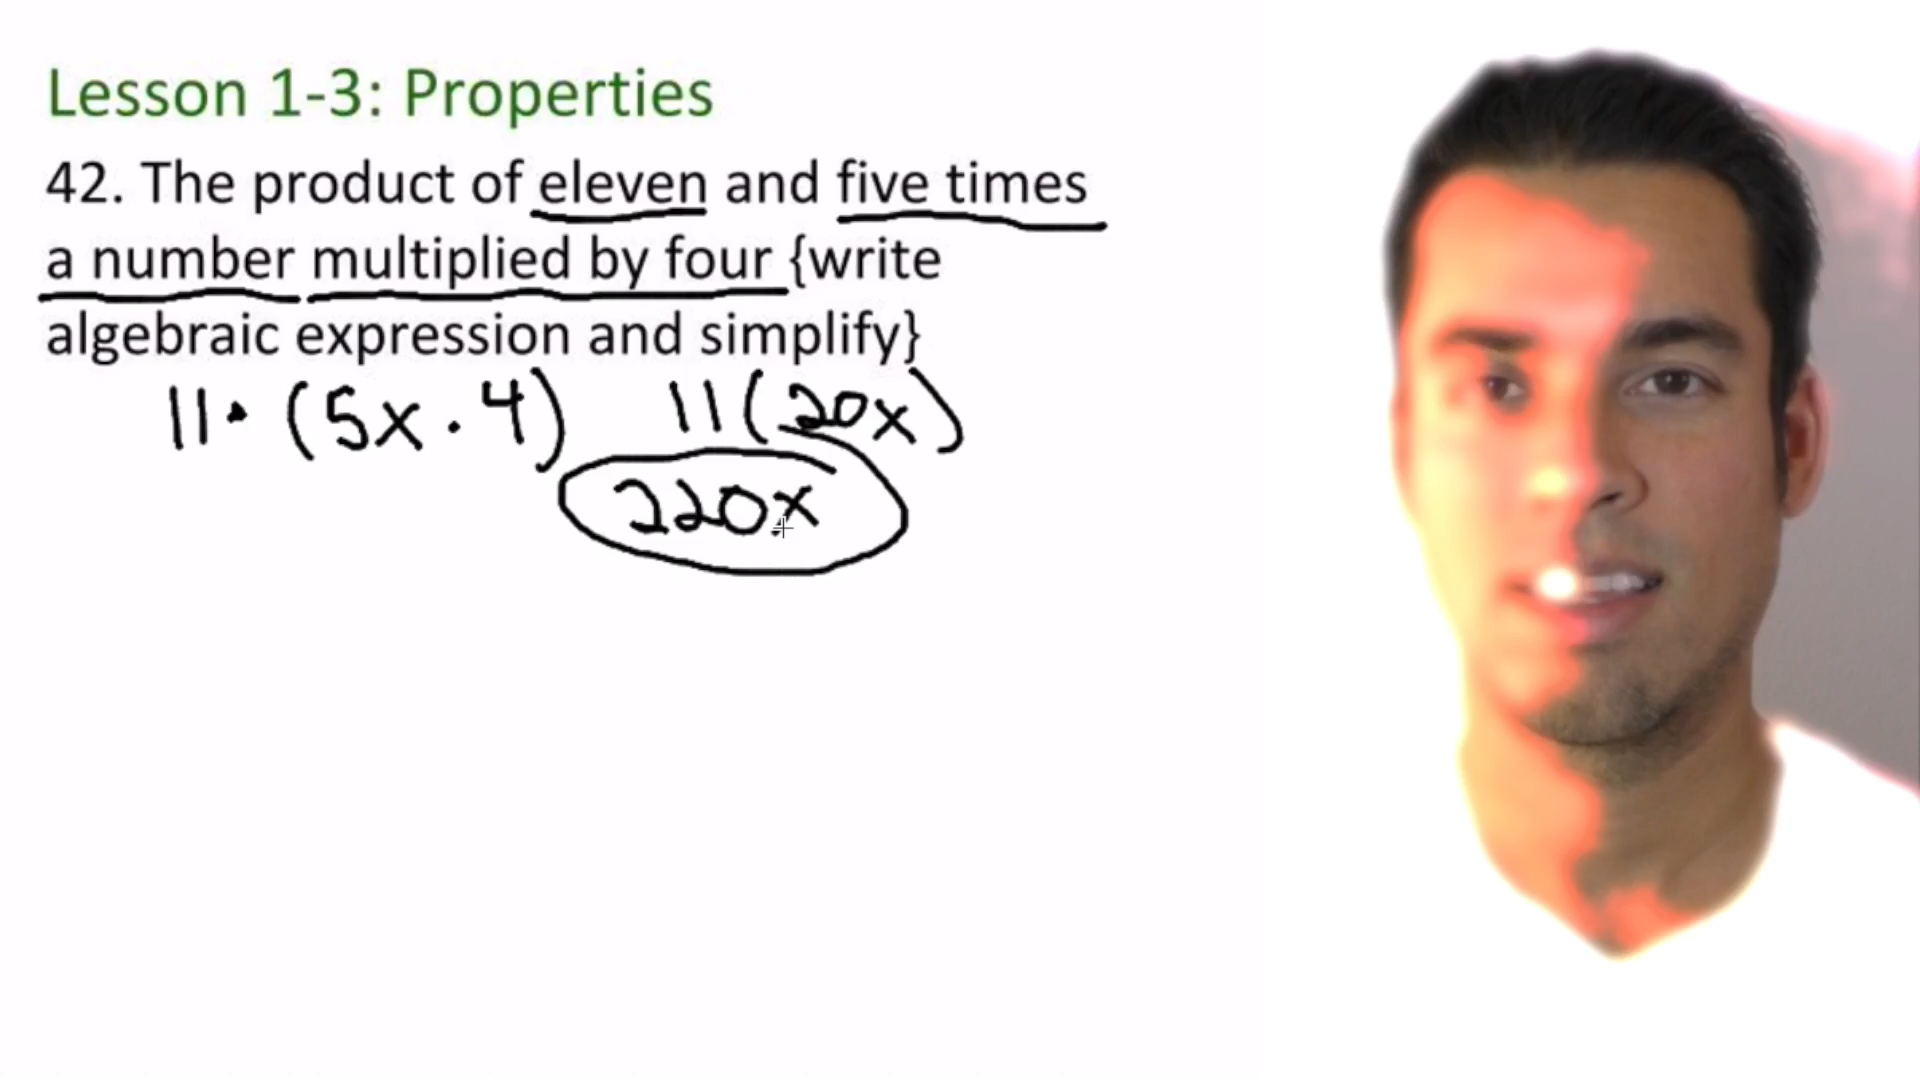 Lesson 1-3: Properties
42. The product of eleven and five times
a number multiplied by four {write
algebraic expression and simplify}
11·(5x·4) 11(20x)
220x